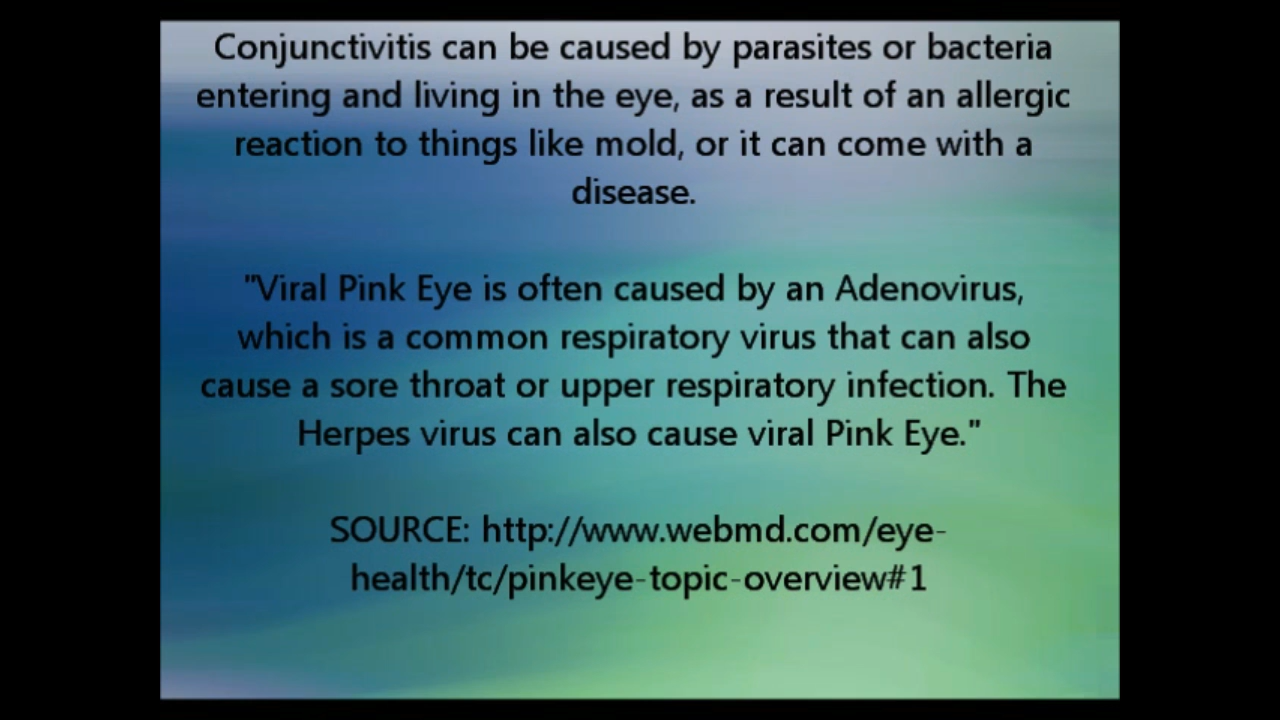 Conjunctivitis can be caused by parasites or bacteria
entering and living in the eye, as a result of an allergic
reaction to things like mold, or it can come with a
disease.
"Viral Pink Eye is often caused by an Adenovirus,
which is a common respiratory virus that can also
cause a sore throat or upper respiratory infection. The
Herpes virus can also cause viral Pink Eye."
SOURCE: http://www.webmd.com/eye-
health/tc/pinkeye-topic-overview#1